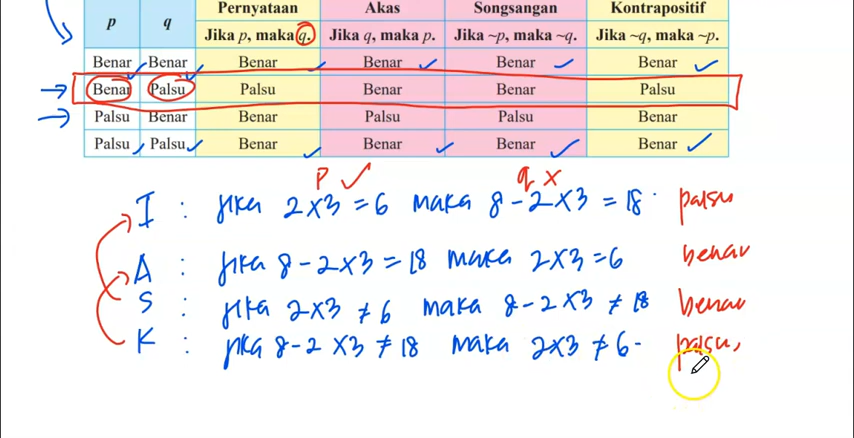 Pernyataan Akas Songsangan Kontrapositif
p q Jika p, maka q. Jika q, maka p. Jika ~p, maka ~q. Jika ~q, maka ~p.
Benar Benar Benar Benar Benar Benar
Benar Palsu Palsu Benar Benar Palsu
Palsu Benar Benar Palsu Palsu Benar
Palsu Palsu Benar Benar Benar Benar
p ✓ q x
I : jika 2×3 = 6 maka 8 - 2×3 = 18. palsu
A : jika 8 - 2×3 = 18 maka 2×3 = 6 benar
S : jika 2×3 ≠ 6 maka 8 - 2×3 ≠ 18 benar
K : jika 8 - 2 ×3 ≠ 18 maka 2×3 ≠ 6. palsu,